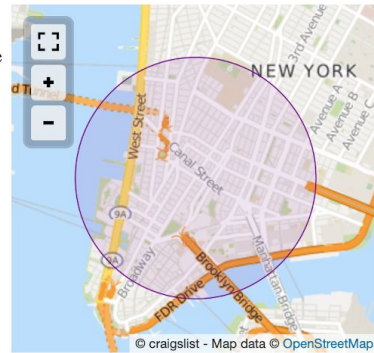 e
+
-
d Tunnel
West Street
NEW YORK
3rd Avenue
Avenue A
Avenue B
Avenue C
Canal Street
9A
9A
Broadway
Brooklyn Bridge
Manhattan Bridge
FDR Drive
© craigslist - Map data © OpenStreetMap